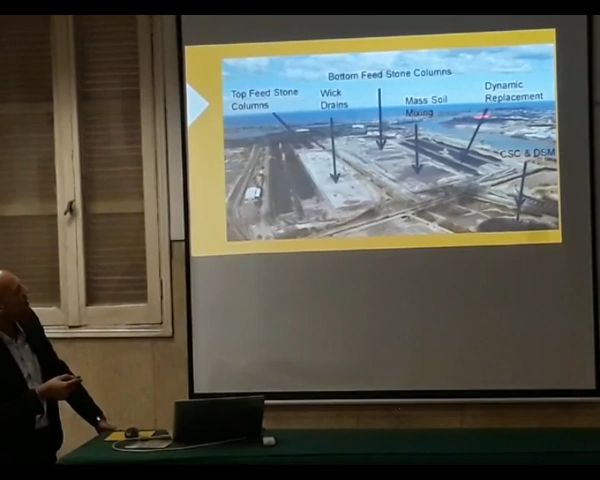 Bottom Feed Stone Columns
Top Feed Stone
Columns
Wick
Drains
Mass Soil
Mixing
Dynamic
Replacement
CSC & DSM